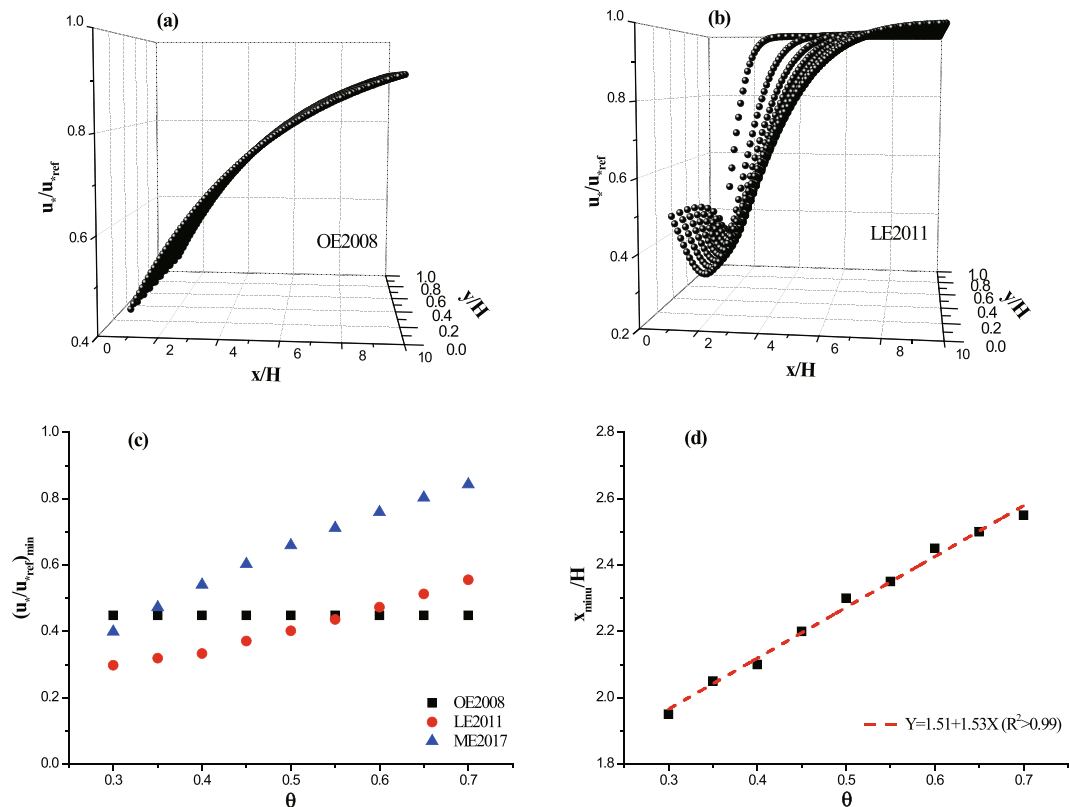 (a)
1.0
0.8
0.6
0.4
u*/u*ref
OE2008
0 2 4 6 8 10
x/H
1.0
0.8
0.6
0.4
0.2
0.0
y/H
(b)
1.0
0.8
0.6
0.4
0.2
u*/u*ref
LE2011
0 2 4 6 8 10
x/H
1.0
0.8
0.6
0.4
0.2
0.0
y/H
(c)
1.0
0.8
0.6
0.4
0.2
0.0
(u*/u*ref)min
OE2008
LE2011
ME2017
0.3 0.4 0.5 0.6 0.7
θ
(d)
2.8
2.6
2.4
2.2
2.0
1.8
xminu/H
Y=1.51+1.53X (R²>0.99)
0.3 0.4 0.5 0.6 0.7
θ